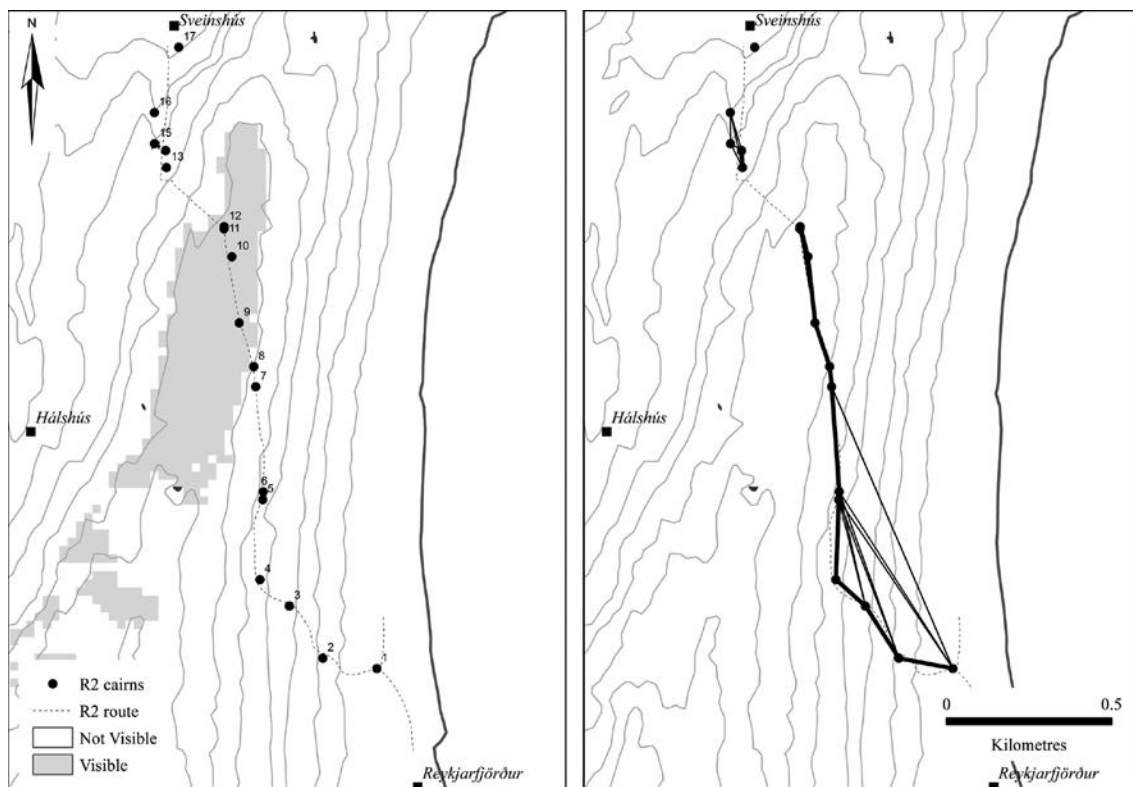 N
Sveinshús
17
16
15
13
12
11
10
9
8
7
Hálshús
6
5
4
3
2
1
R2 cairns
R2 route
Not Visible
Visible
Reykjarfjörður
Sveinshús
Hálshús
0 0.5
Kilometres
Reykjarfjörður